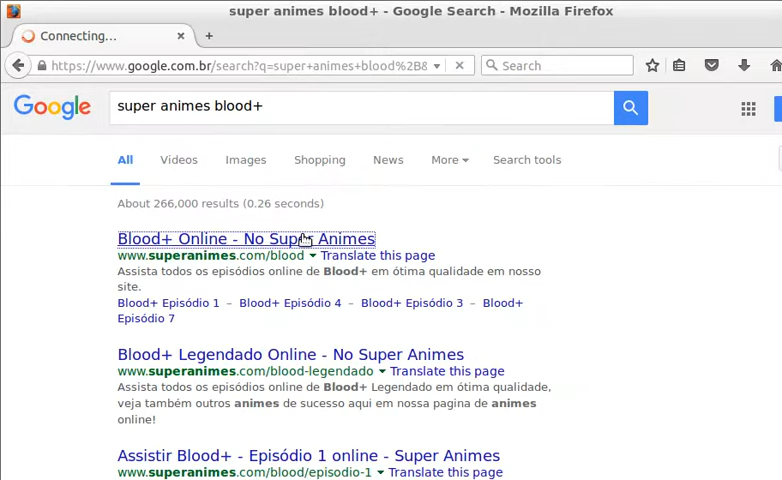 super animes blood+ - Google Search - Mozilla Firefox
Connecting...
https://www.google.com.br/search?q=super+animes+blood%2B&
Search
Google
super animes blood+
All Videos Images Shopping News More Search tools
About 266,000 results (0.26 seconds)
Blood+ Online - No Super Animes
www.superanimes.com/blood Translate this page
Assista todos os episódios online de Blood+ em ótima qualidade em nosso
site.
Blood+ Episódio 1 – Blood+ Episódio 4 – Blood+ Episódio 3 – Blood+
Episódio 7
Blood+ Legendado Online - No Super Animes
www.superanimes.com/blood-legendado Translate this page
Assista todos os episódios online de Blood+ Legendado em ótima qualidade,
veja também outros animes de sucesso aqui em nossa pagina de animes
online!
Assistir Blood+ - Episódio 1 online - Super Animes
www.superanimes.com/blood/episodio-1 Translate this page